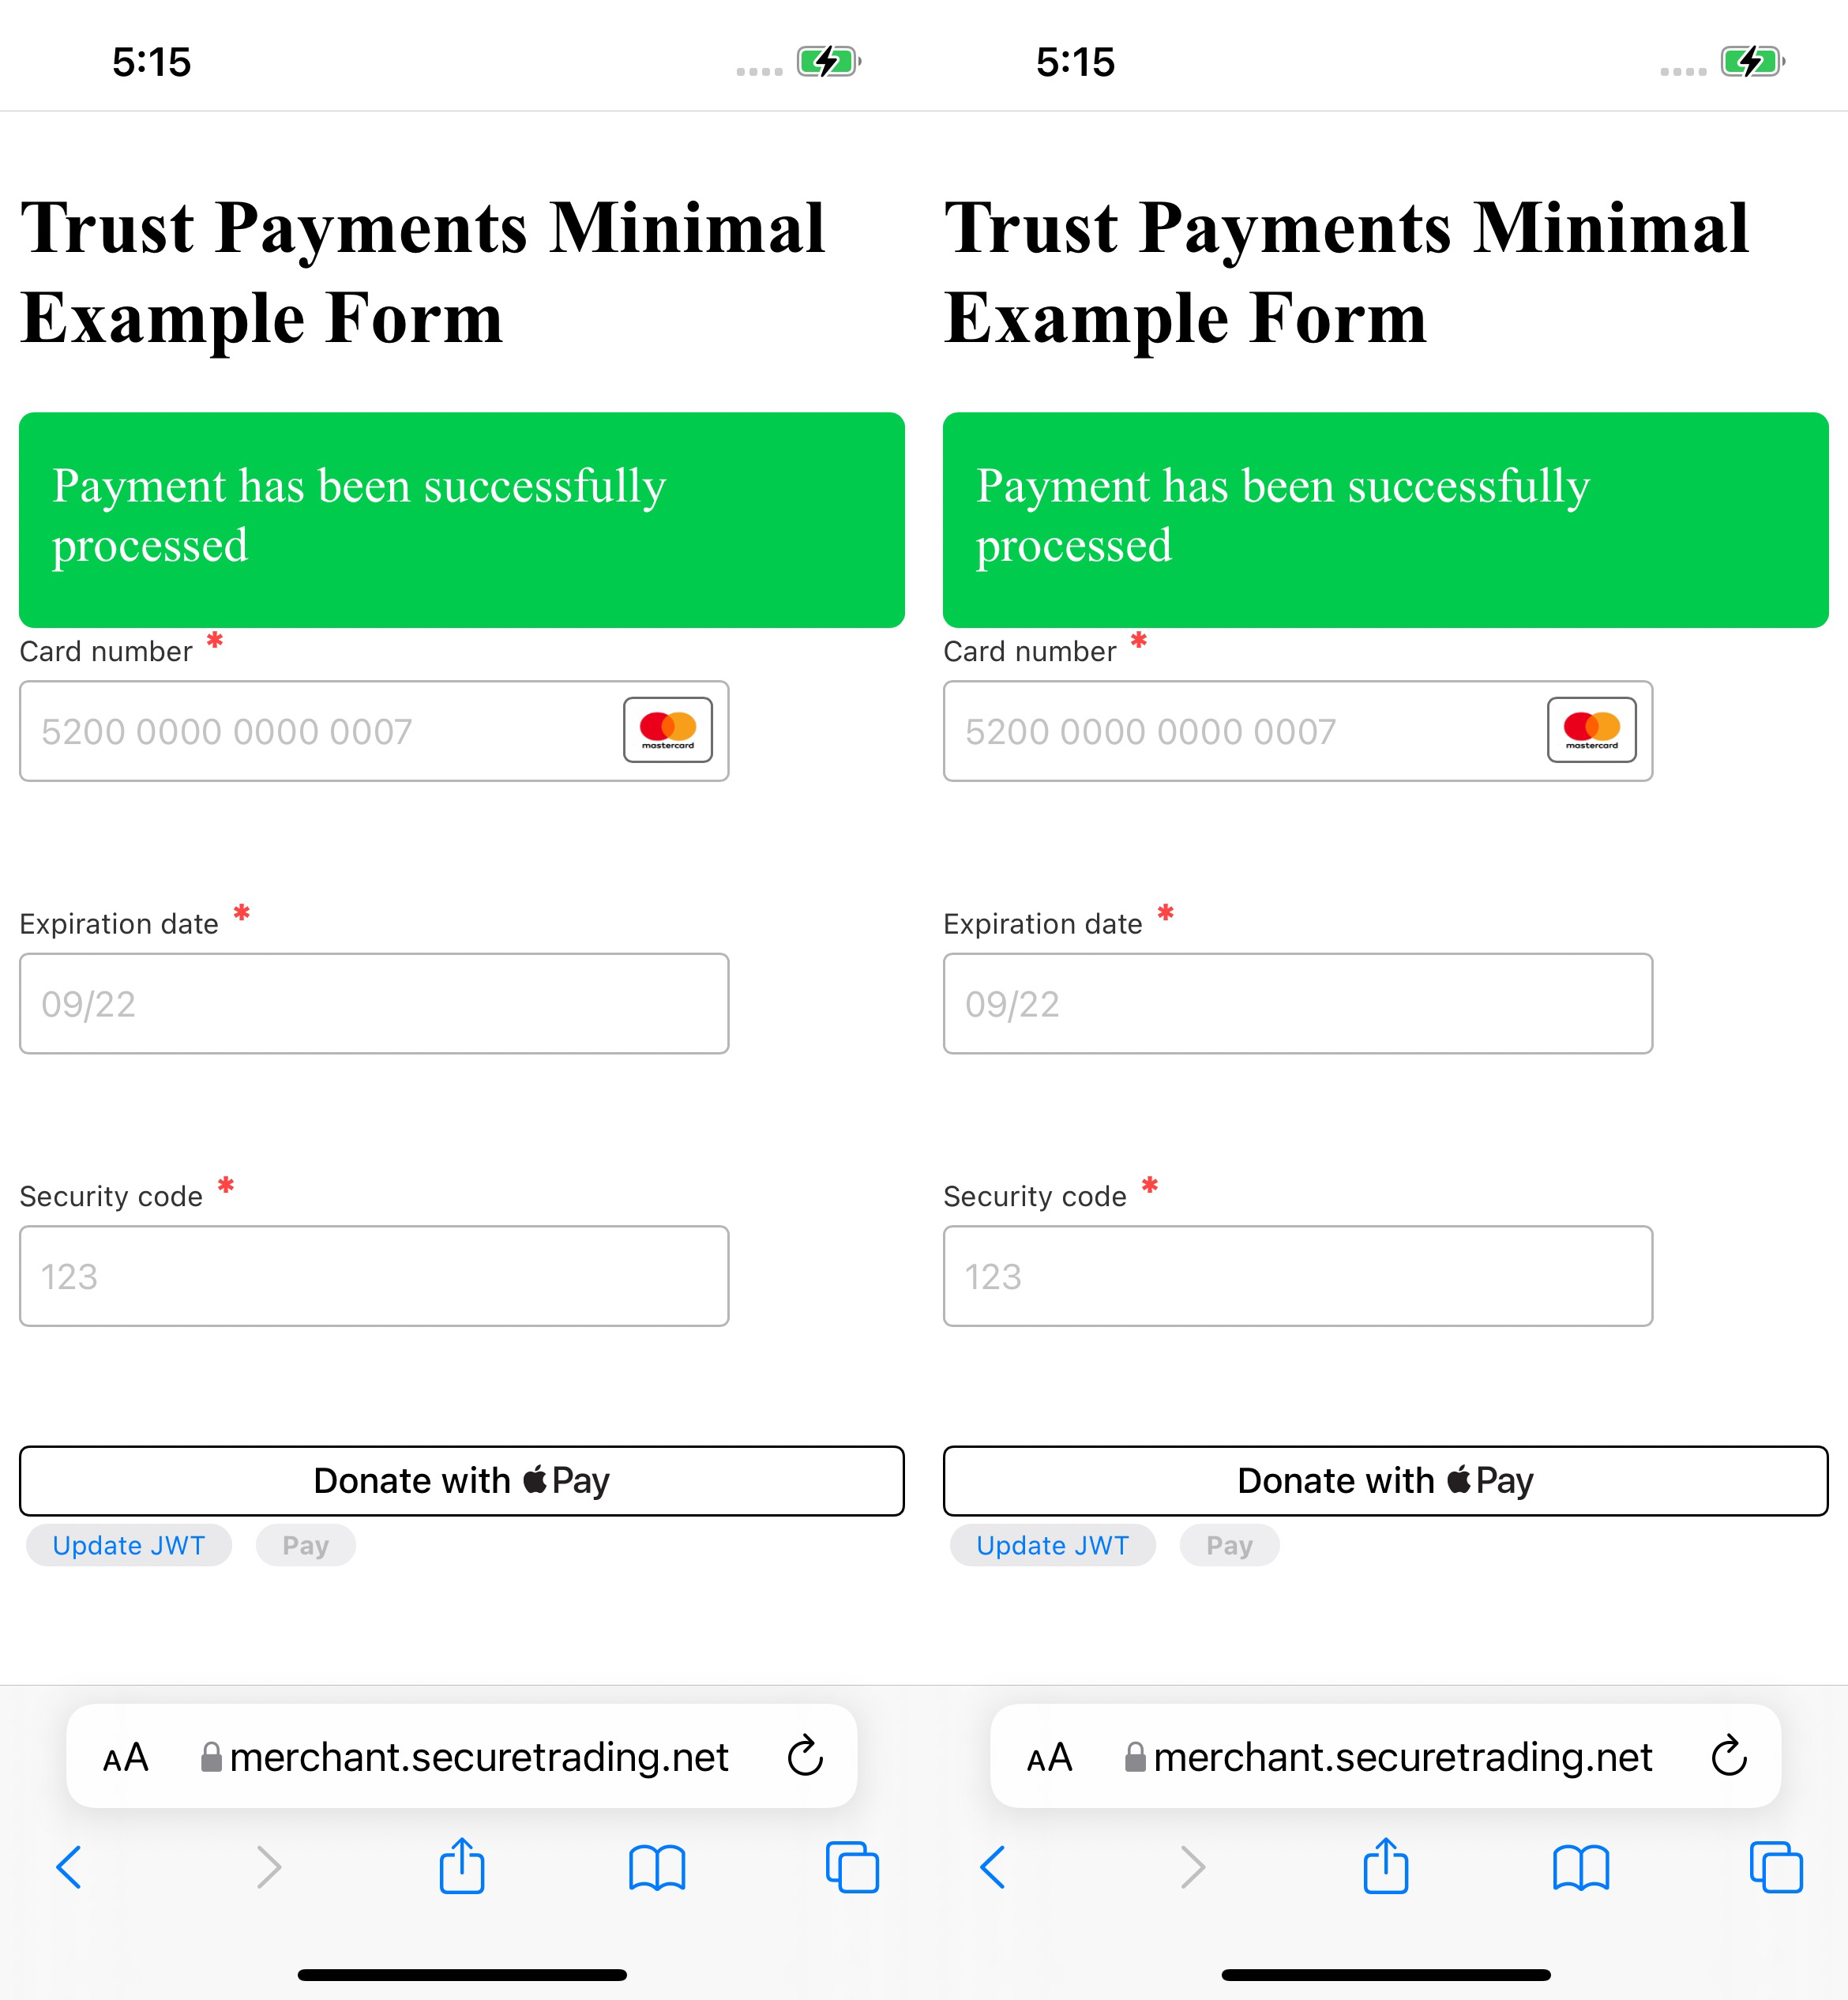 5:15
Trust Payments Minimal
Example Form
Payment has been successfully
processed
Card number *
5200 0000 0000 0007
mastercard
Expiration date *
09/22
Security code *
123
Donate with Pay
Update JWT Pay
AA merchant.securetrading.net
5:15
Trust Payments Minimal
Example Form
Payment has been successfully
processed
Card number *
5200 0000 0000 0007
mastercard
Expiration date *
09/22
Security code *
123
Donate with Pay
Update JWT Pay
AA merchant.securetrading.net